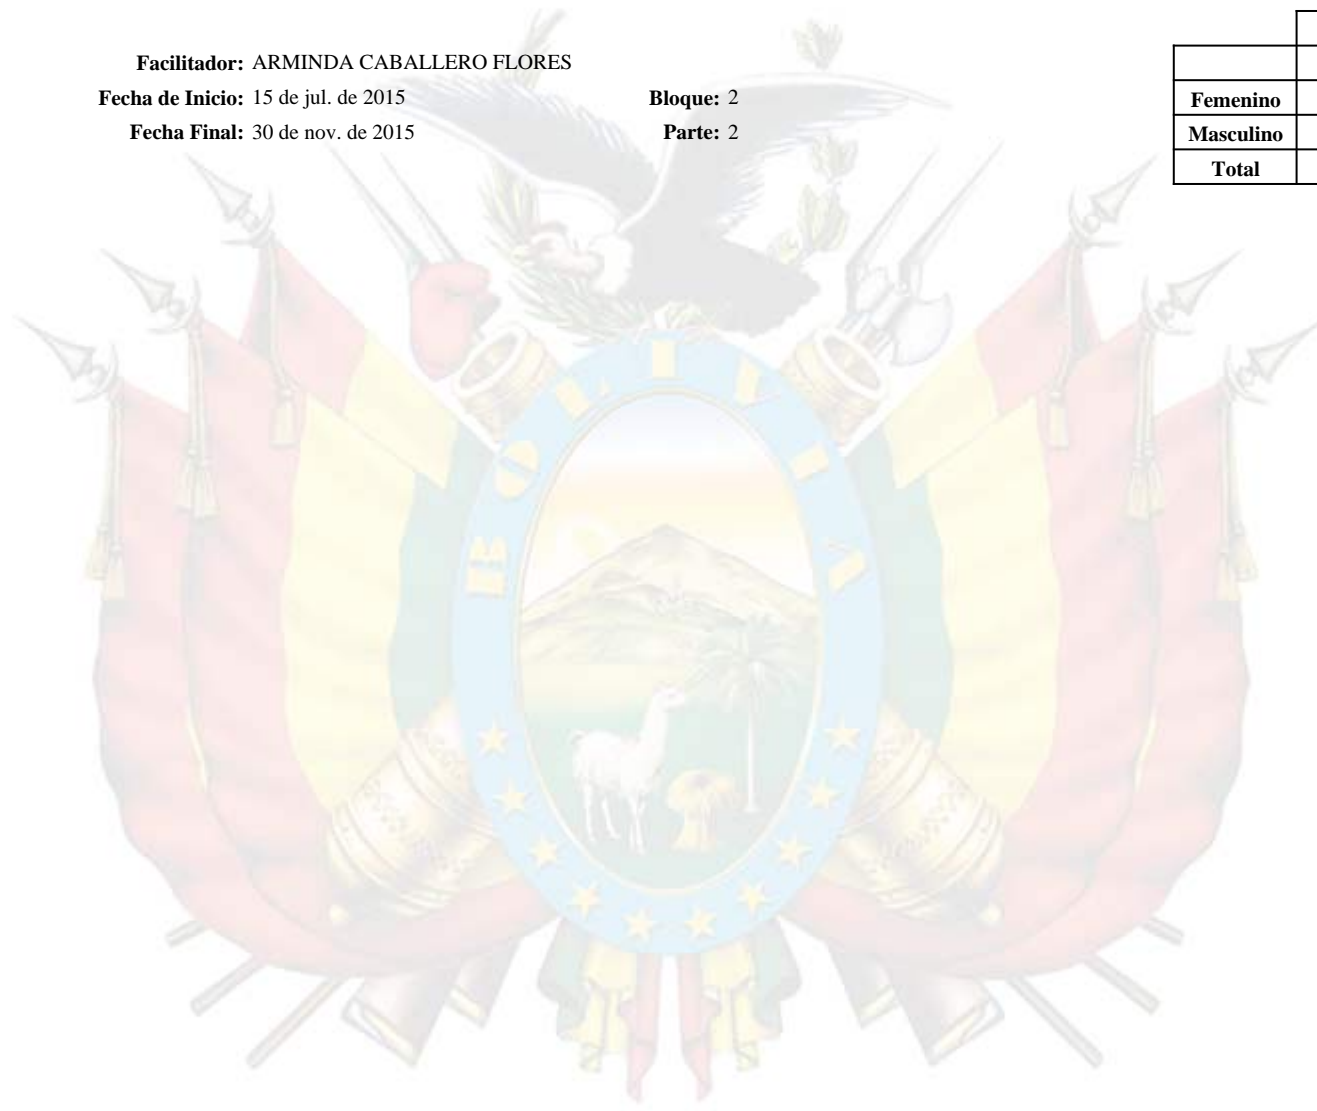 Facilitador: ARMINDA CABALLERO FLORES
Fecha de Inicio: 15 de jul. de 2015 Bloque: 2
Fecha Final: 30 de nov. de 2015 Parte: 2
Femenino
Masculino
Total
BOLIVIA